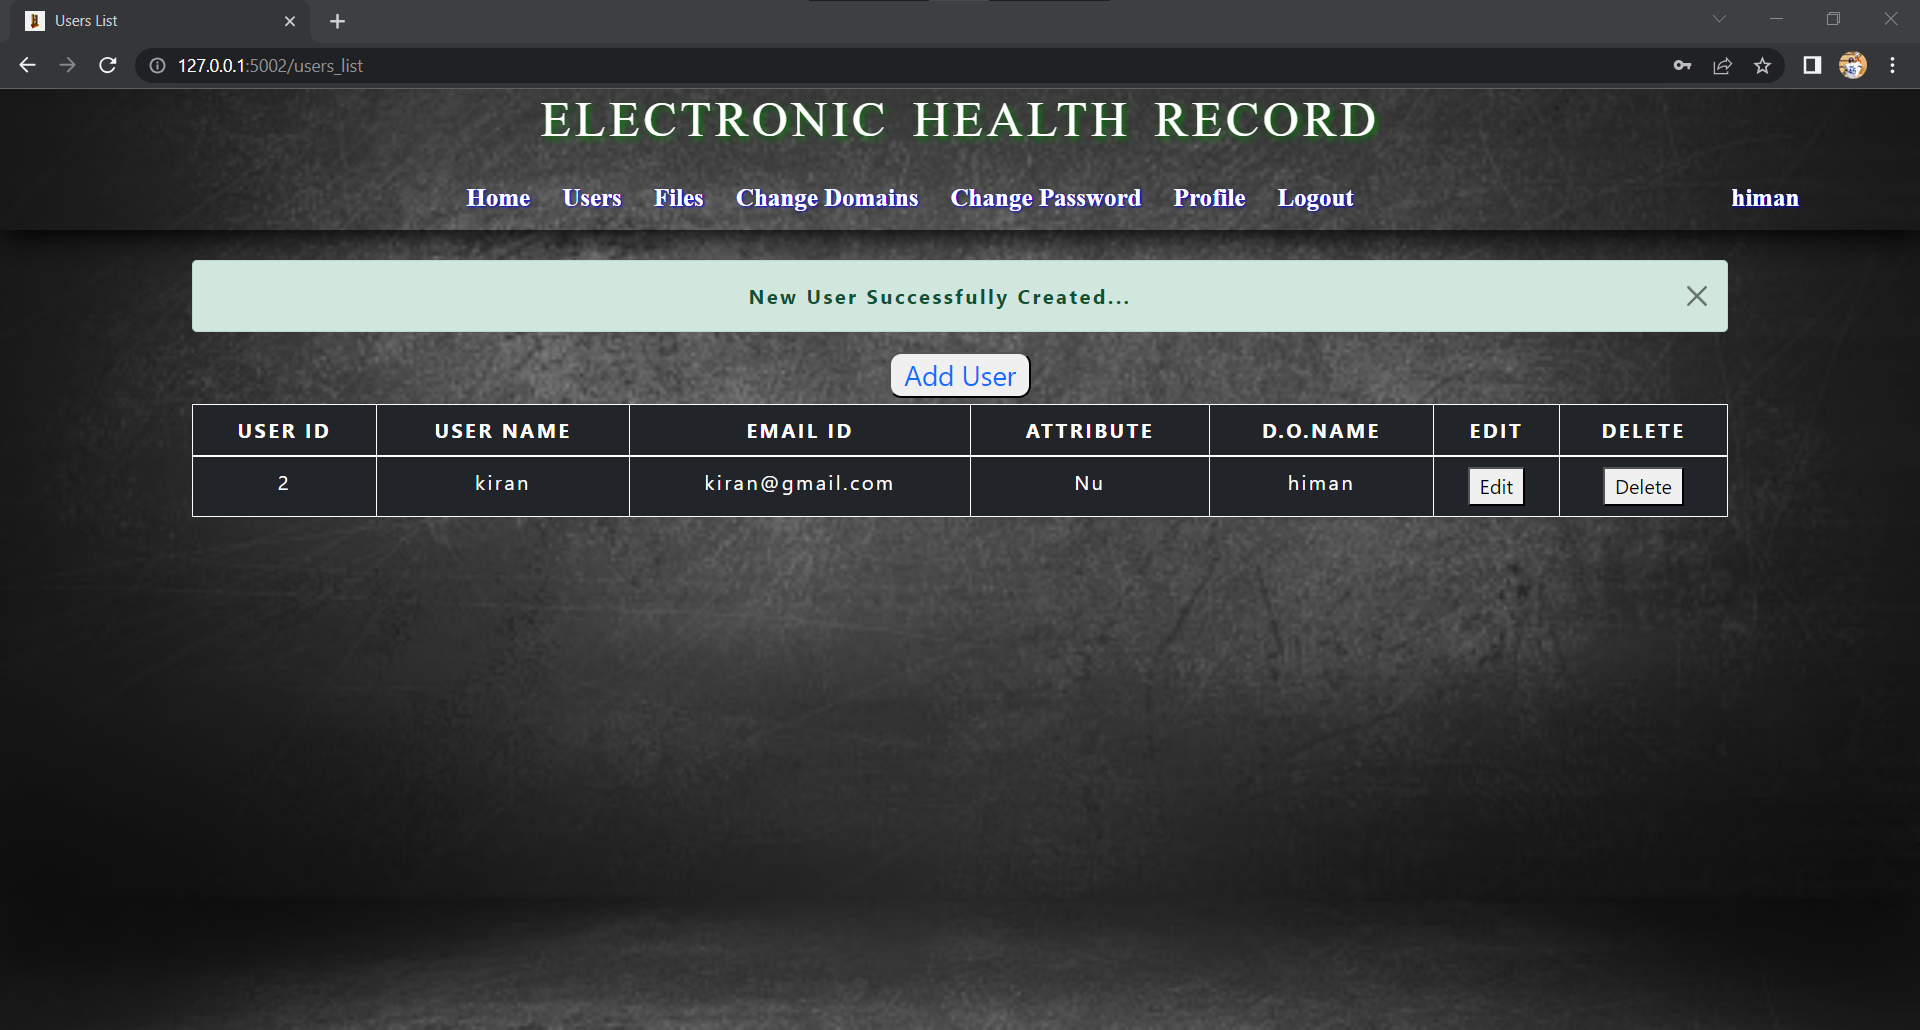 Users List
127.0.0.1:5002/users_list
ELECTRONIC HEALTH RECORD
Home Users Files Change Domains Change Password Profile Logout himan
New User Successfully Created...
Add User
USER ID USER NAME EMAIL ID ATTRIBUTE D.O.NAME EDIT DELETE
2 kiran kiran@gmail.com Nu himan Edit Delete